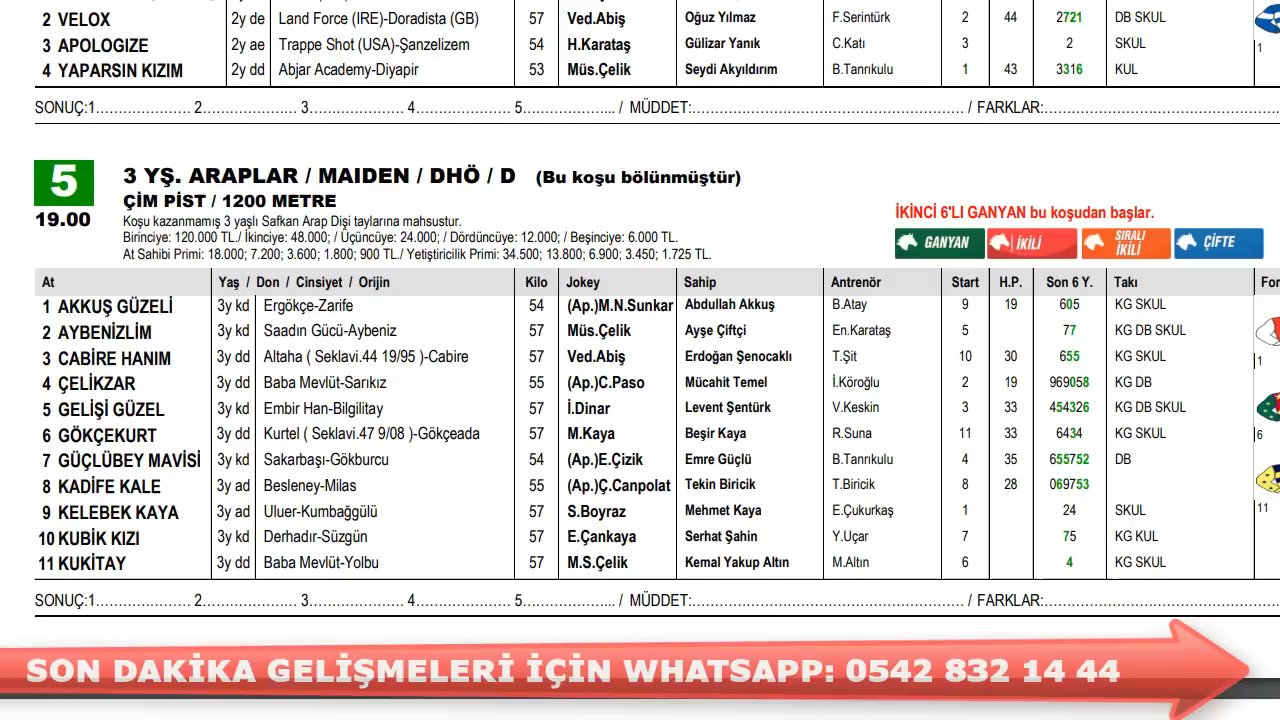 2 VELOX 2y de Land Force (IRE)-Doradista (GB) 57 Ved.Abiş Oğuz Yılmaz F.Serintürk 2 44 2721 DB SKUL
3 APOLOGIZE 2y ae Trappe Shot (USA)-Şanzelizem 54 H.Karataş Gülizar Yanık C.Katı 3 2 SKUL 1
4 YAPARSIN KIZIM 2y dd Abjar Academy-Diyapir 53 Müs.Çelik Seydi Akyıldırım B.Tanrıkulu 1 43 3316 KUL
SONUÇ:1........................ 2........................ 3........................ 4........................ 5........................ / MÜDDET:........................ / FARKLAR:........................
5 3 YŞ. ARAPLAR / MAIDEN / DHÖ / D (Bu koşu bölünmüştür)
19.00 ÇİM PİST / 1200 METRE
Koşu kazanmamış 3 yaşlı Safkan Arap Dişi taylarına mahsustur.
Birinciye: 120.000 TL./ İkinciye: 48.000; / Üçüncüye: 24.000; / Dördüncüye: 12.000; / Beşinciye: 6.000 TL.
At Sahibi Primi: 18.000; 7.200; 3.600; 1.800; 900 TL./ Yetiştiricilik Primi: 34.500; 13.800; 6.900; 3.450; 1.725 TL.
İKİNCİ 6'LI GANYAN bu koşudan başlar.
GANYAN İKİLİ SIRALI İKİLİ ÇİFTE
At Yaş / Don / Cinsiyet / Orijin Kilo Jokey Sahip Antrenör Start H.P. Son 6 Y. Takı For
1 AKKUŞ GÜZELİ 3y kd Ergökçe-Zarife 54 (Ap.)M.N.Sunkar Abdullah Akkuş B.Atay 9 19 605 KG SKUL
2 AYBENİZLİM 3y kd Saadın Gücü-Aybeniz 57 Müs.Çelik Ayşe Çiftçi En.Karataş 5 77 KG DB SKUL
3 CABİRE HANIM 3y dd Altaha ( Seklavi.44 19/95 )-Cabire 57 Ved.Abiş Erdoğan Şenocaklı T.Şit 10 30 655 KG SKUL 1
4 ÇELİKZAR 3y dd Baba Mevlüt-Sarıkız 55 (Ap.)C.Paso Mücahit Temel İ.Köroğlu 2 19 969058 KG DB
5 GELİŞİ GÜZEL 3y kd Embir Han-Bilgilitay 57 İ.Dinar Levent Şentürk V.Keskin 3 33 454326 KG DB SKUL
6 GÖKÇEKURT 3y dd Kurtel ( Seklavi.47 9/08 )-Gökçeada 57 M.Kaya Beşir Kaya R.Suna 11 33 6434 KG SKUL 6
7 GÜÇLÜBEY MAVİSİ 3y kd Sakarbaşı-Gökburcu 54 (Ap.)E.Çizik Emre Güçlü B.Tanrıkulu 4 35 655752 DB
8 KADİFE KALE 3y ad Besleney-Milas 55 (Ap.)Ç.Canpolat Tekin Biricik T.Biricik 8 28 069753
9 KELEBEK KAYA 3y ad Uluer-Kumbağgülü 57 S.Boyraz Mehmet Kaya E.Çukurkaş 1 24 SKUL 11
10 KUBİK KIZI 3y kd Derhadır-Süzgün 57 E.Çankaya Serhat Şahin Y.Uçar 7 75 KG KUL
11 KUKİTAY 3y dd Baba Mevlüt-Yolbu 57 M.S.Çelik Kemal Yakup Altın M.Altın 6 4 KG SKUL
SONUÇ:1........................ 2........................ 3........................ 4........................ 5........................ / MÜDDET:........................ / FARKLAR:........................
SON DAKİKA GELİŞMELERİ İÇİN WHATSAPP: 0542 832 14 44